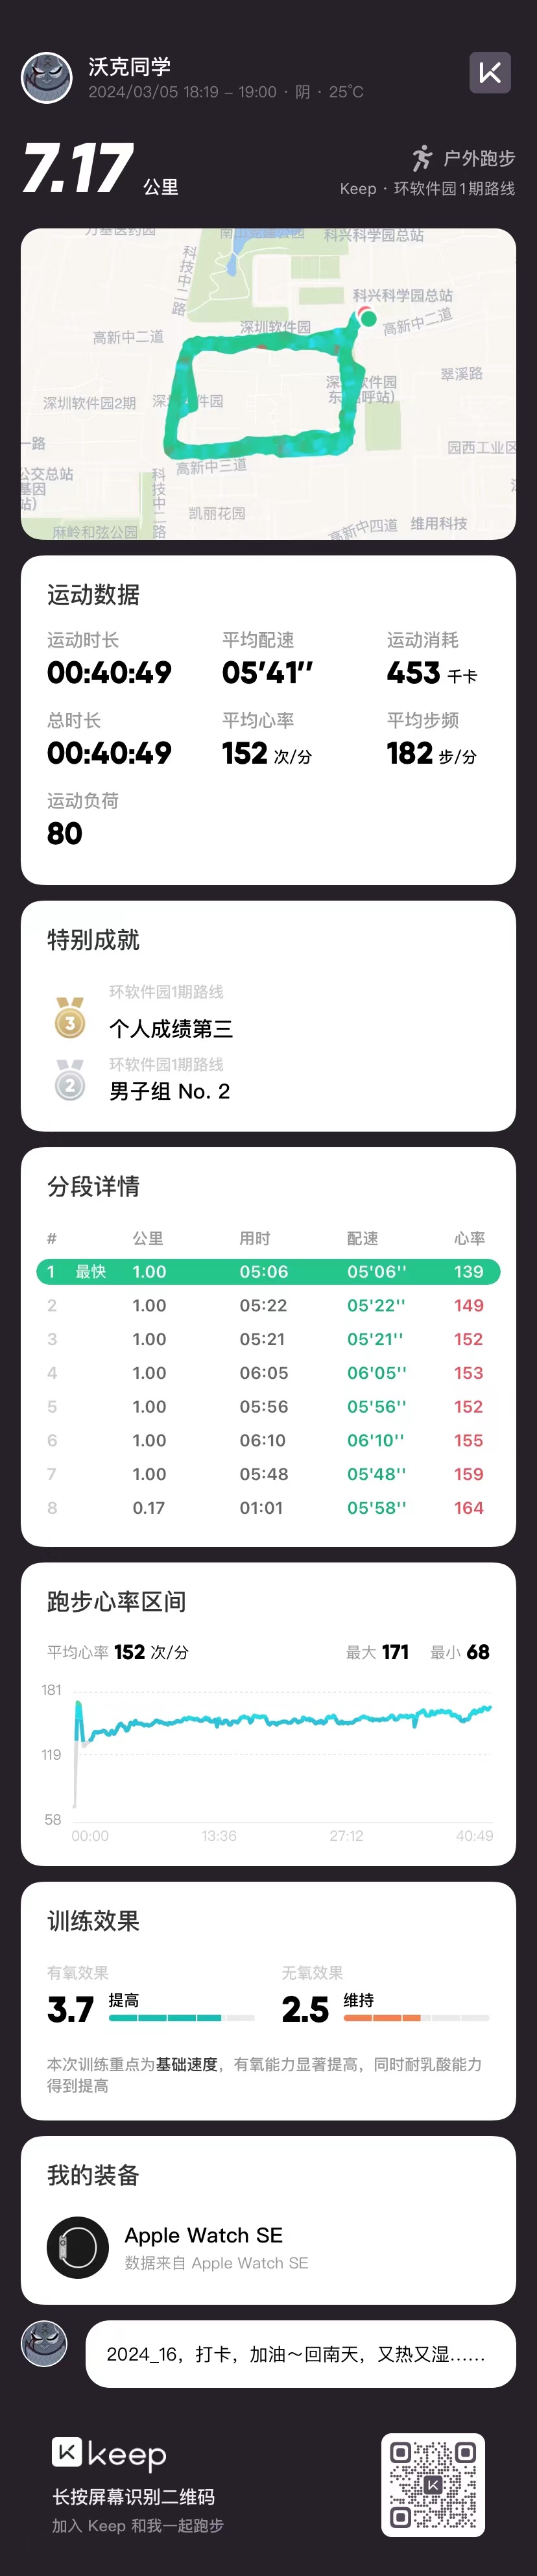 沃克同学
2024/03/05 18:19 – 19:00 · 阴 · 25℃
7.17 公里
户外跑步
Keep · 环软件园1期路线
万基医药园
科兴科学园总站
科技中二路
科兴科学园总站
高新中二道
深圳软件园
高新中二道
翠溪路
深圳软件园2期
园西工业区
高新中三道
科技中二路
凯丽花园
麻岭和弦公园
高新中四道
维用科技
运动数据
运动时长 平均配速 运动消耗
00:40:49 05'41'' 453 千卡
总时长 平均心率 平均步频
00:40:49 152 次/分 182 步/分
运动负荷
80
特别成就
环软件园1期路线
3 个人成绩第三
环软件园1期路线
2 男子组 No. 2
分段详情
# 公里 用时 配速 心率
1 最快 1.00 05:06 05'06'' 139
2 1.00 05:22 05'22'' 149
3 1.00 05:21 05'21'' 152
4 1.00 06:05 06'05'' 153
5 1.00 05:56 05'56'' 152
6 1.00 06:10 06'10'' 155
7 1.00 05:48 05'48'' 159
8 0.17 01:01 05'58'' 164
跑步心率区间
平均心率 152 次/分 最大 171 最小 68
181
119
58
00:00 13:36 27:12 40:49
训练效果
有氧效果 无氧效果
3.7 提高 2.5 维持
本次训练重点为基础速度，有氧能力显著提高，同时耐乳酸能力
得到提高
我的装备
Apple Watch SE
数据来自 Apple Watch SE
2024_16，打卡，加油～回南天，又热又湿……
keep
长按屏幕识别二维码
加入 Keep 和我一起跑步